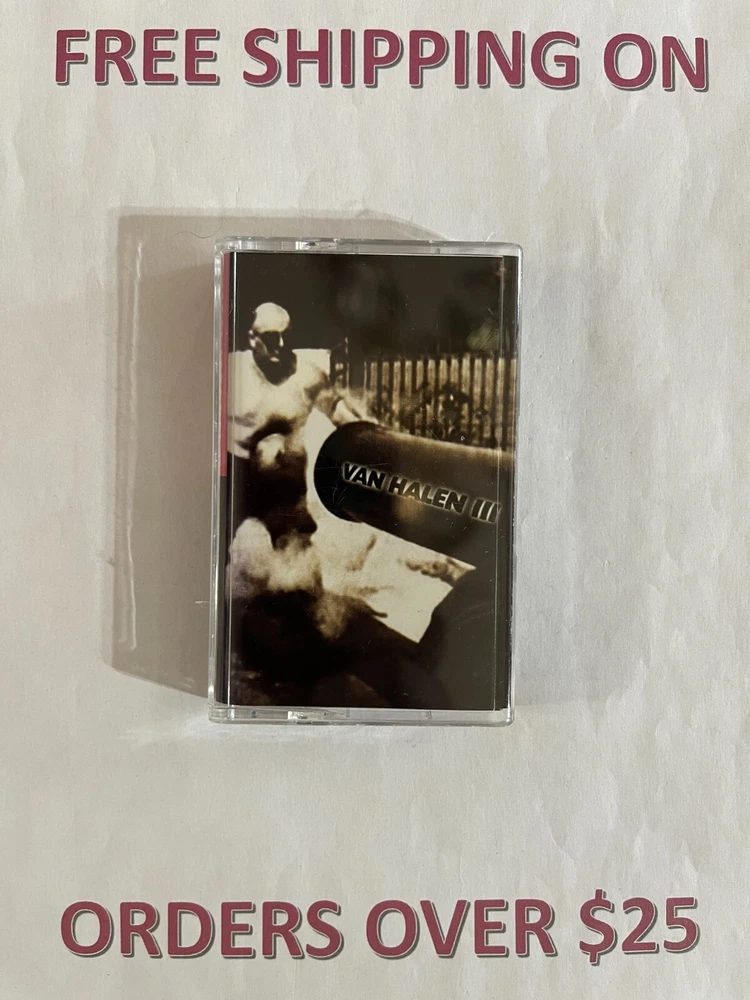 FREE SHIPPING ON
VAN HALEN III
ORDERS OVER $25